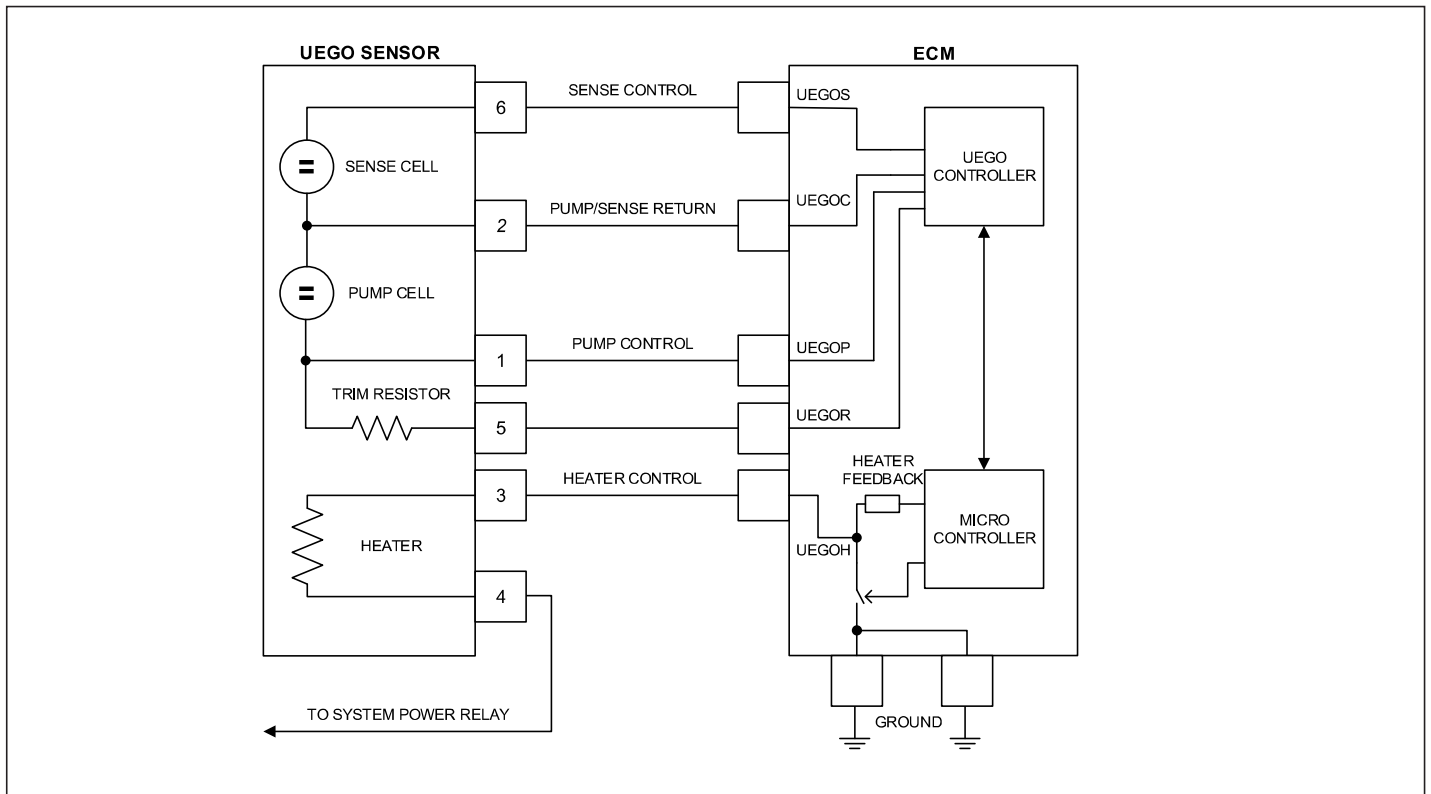 UEGO SENSOR
ECM
6
SENSE CONTROL
UEGOS
UEGO
CONTROLLER
SENSE CELL
2
PUMP/SENSE RETURN
UEGOC
PUMP CELL
1
PUMP CONTROL
UEGOP
TRIM RESISTOR
5
UEGOR
HEATER
FEEDBACK
3
HEATER CONTROL
MICRO
CONTROLLER
HEATER
UEGOH
4
TO SYSTEM POWER RELAY
GROUND